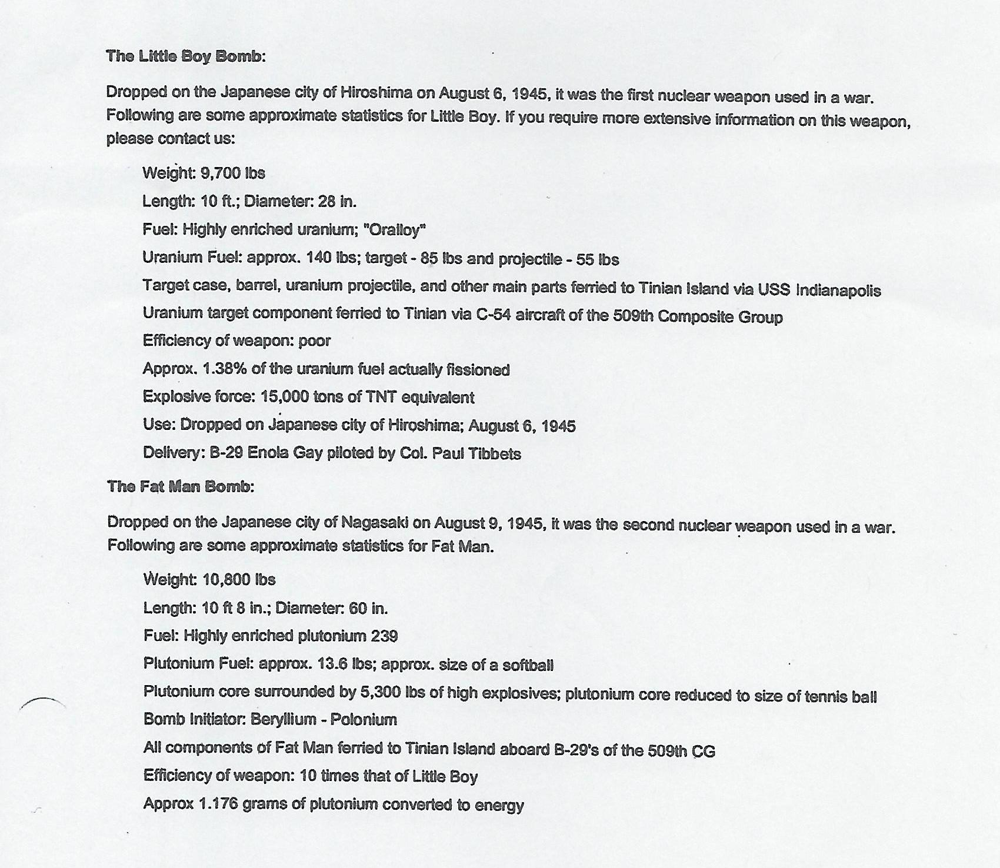 The Little Boy Bomb:
Dropped on the Japanese city of Hiroshima on August 6, 1945, it was the first nuclear weapon used in a war.
Following are some approximate statistics for Little Boy. If you require more extensive information on this weapon,
please contact us:
Weight: 9,700 lbs
Length: 10 ft.; Diameter: 28 in.
Fuel: Highly enriched uranium; "Oralloy"
Uranium Fuel: approx. 140 lbs; target - 85 lbs and projectile - 55 lbs
Target case, barrel, uranium projectile, and other main parts ferried to Tinian Island via USS Indianapolis
Uranium target component ferried to Tinian via C-54 aircraft of the 509th Composite Group
Efficiency of weapon: poor
Approx. 1.38% of the uranium fuel actually fissioned
Explosive force: 15,000 tons of TNT equivalent
Use: Dropped on Japanese city of Hiroshima; August 6, 1945
Delivery: B-29 Enola Gay piloted by Col. Paul Tibbets
The Fat Man Bomb:
Dropped on the Japanese city of Nagasaki on August 9, 1945, it was the second nuclear weapon used in a war.
Following are some approximate statistics for Fat Man.
Weight: 10,800 lbs
Length: 10 ft 8 in.; Diameter: 60 in.
Fuel: Highly enriched plutonium 239
Plutonium Fuel: approx. 13.6 lbs; approx. size of a softball
Plutonium core surrounded by 5,300 lbs of high explosives; plutonium core reduced to size of tennis ball
Bomb Initiator: Beryllium - Polonium
All components of Fat Man ferried to Tinian Island aboard B-29's of the 509th CG
Efficiency of weapon: 10 times that of Little Boy
Approx 1.176 grams of plutonium converted to energy